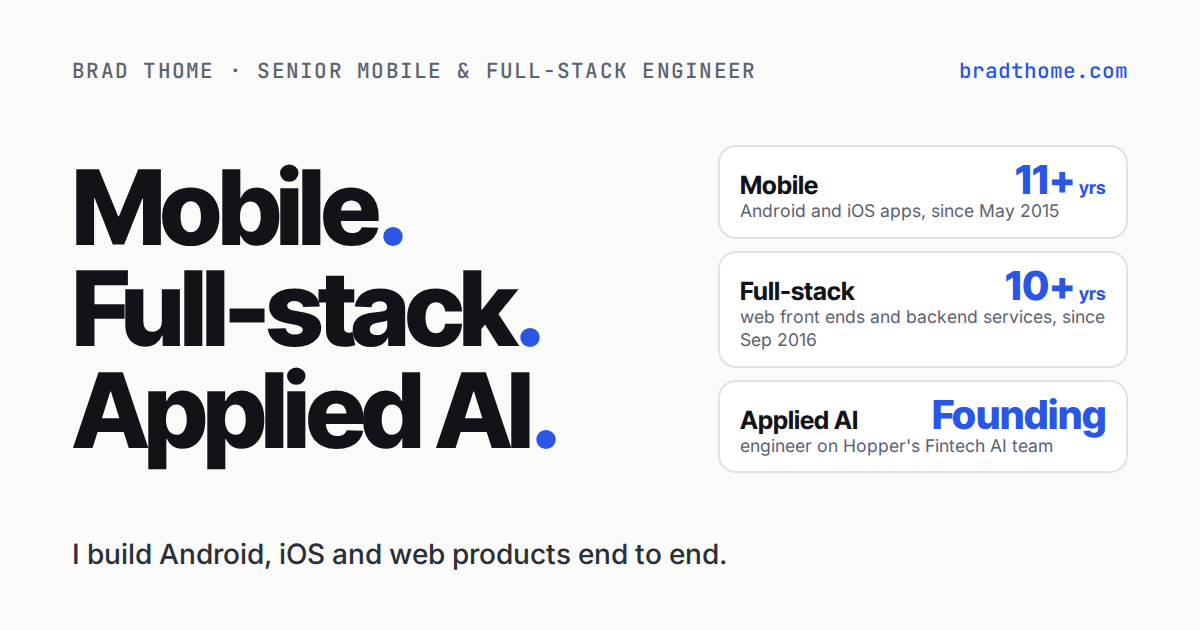 BRAD THOME · SENIOR MOBILE & FULL-STACK ENGINEER
bradthome.com
Mobile.
Full-stack.
Applied AI.
Mobile 11+ yrs
Android and iOS apps, since May 2015
Full-stack 10+ yrs
web front ends and backend services, since
Sep 2016
Applied AI Founding
engineer on Hopper's Fintech AI team
I build Android, iOS and web products end to end.